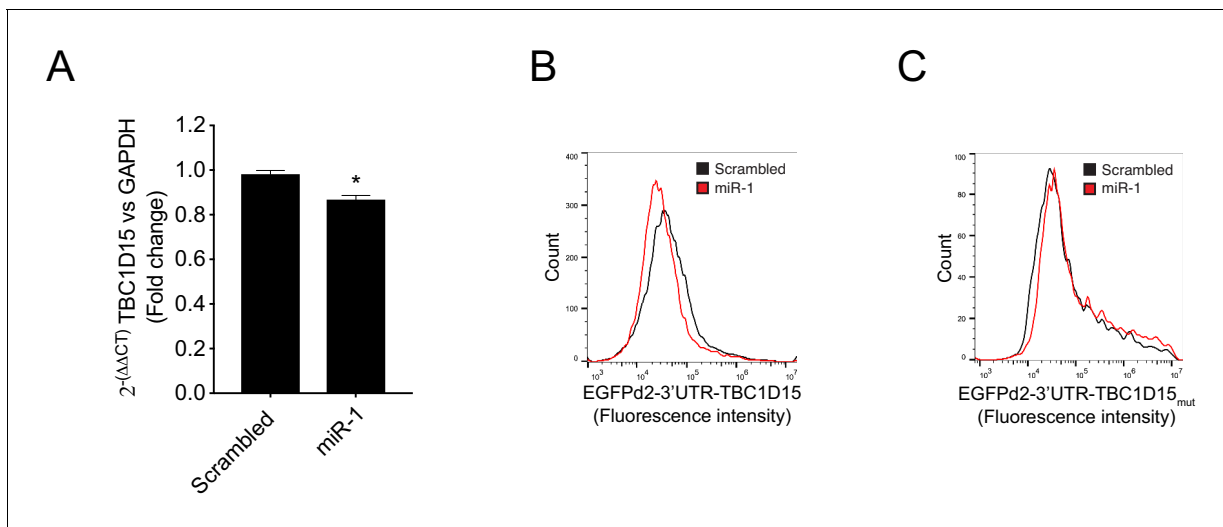 A
2-(ΔΔCT) TBC1D15 vs GAPDH
(Fold change)
1.2
1.0
0.8
0.6
0.4
0.2
0.0
*
Scrambled
miR-1
B
Count
400
300
200
100
0
Scrambled
miR-1
10³
10⁴
10⁵
10⁶
10⁷
EGFPd2-3'UTR-TBC1D15
(Fluorescence intensity)
C
Count
100
80
60
40
20
0
Scrambled
miR-1
10³
10⁴
10⁵
10⁶
10⁷
EGFPd2-3'UTR-TBC1D15mut
(Fluorescence intensity)